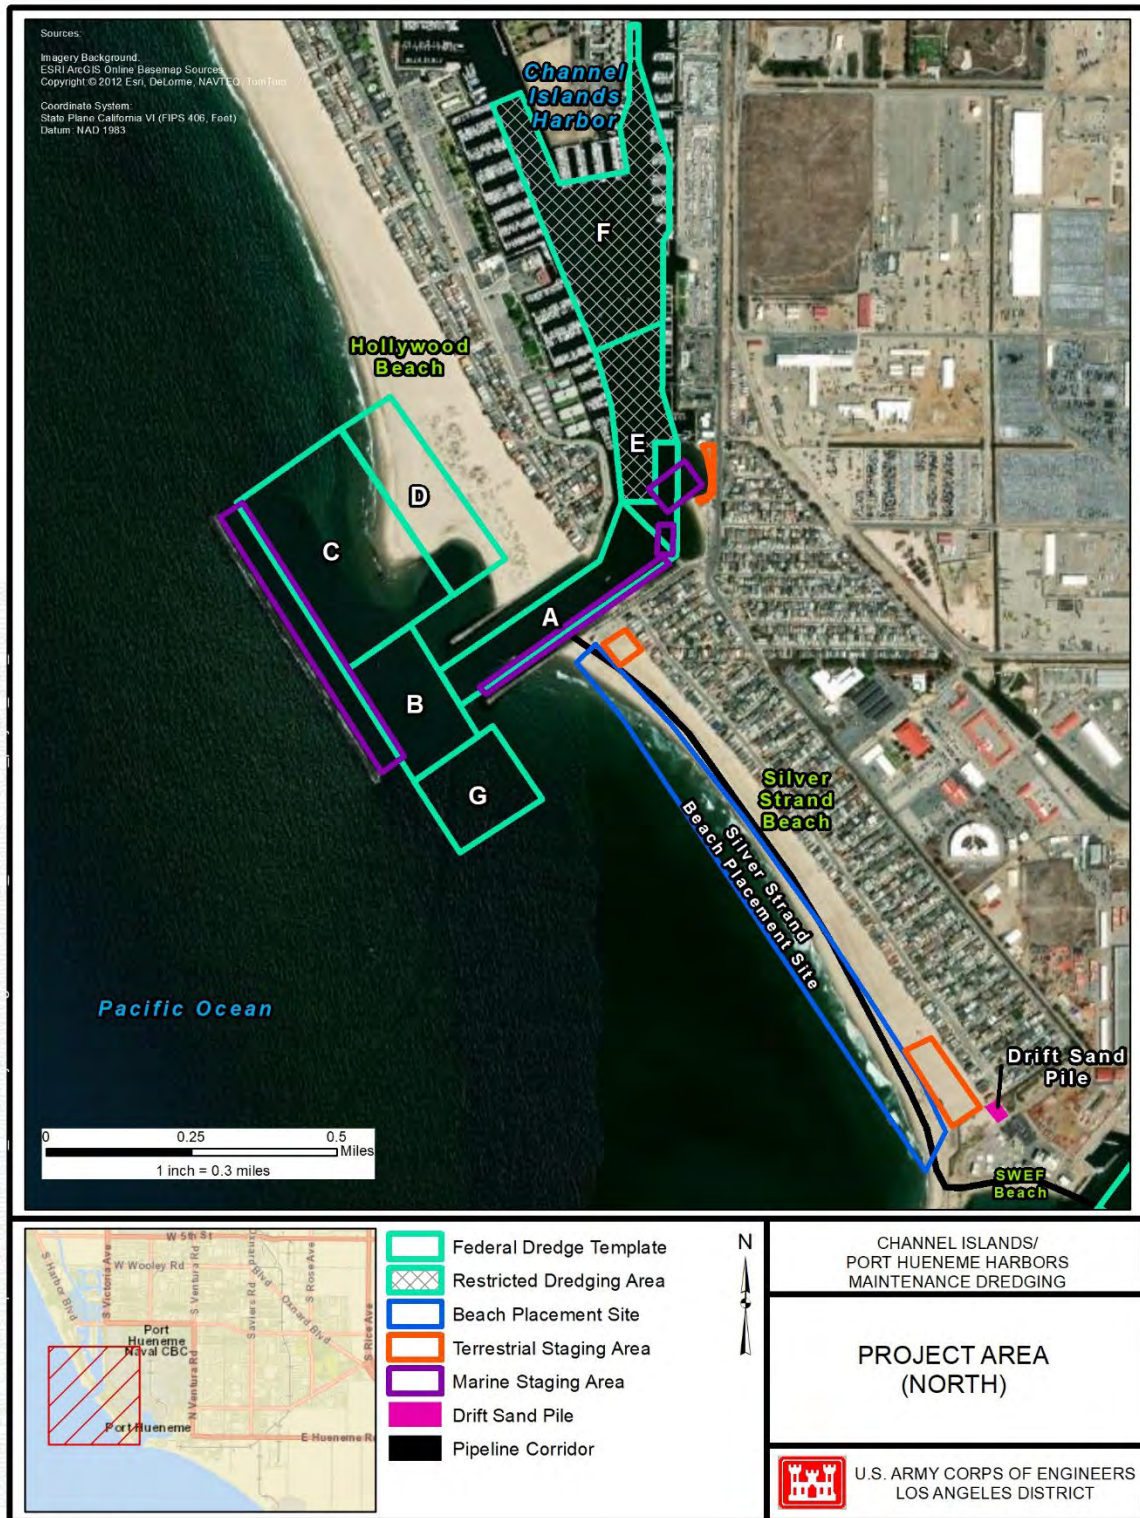 Sources:
Imagery Background:
ESRI ArcGIS Online Basemap Sources
Copyright:© 2012 Esri, DeLorme, NAVTEQ, TomTom
Coordinate System:
State Plane California VI (FIPS 406, Feet)
Datum: NAD 1983
Channel
Islands
Harbor
F
Hollywood
Beach
E
D
C
A
B
G
Silver
Strand
Beach
Silver Strand
Beach Placement Site
Pacific Ocean
Drift Sand
Pile
SWEF
Beach
0 0.25 0.5
Miles
1 inch = 0.3 miles
W 5th St
W Wooley Rd
S Harbor Blvd
S Victoria Ave
S Ventura Rd
Saviers Rd
Oxnard Blvd
S Rose Ave
S Rice Ave
Port
Hueneme
Naval CBC
N Ventura Rd
Port Hueneme
E Hueneme Rd
Federal Dredge Template
Restricted Dredging Area
Beach Placement Site
Terrestrial Staging Area
Marine Staging Area
Drift Sand Pile
Pipeline Corridor
N
CHANNEL ISLANDS/
PORT HUENEME HARBORS
MAINTENANCE DREDGING
PROJECT AREA
(NORTH)
U.S. ARMY CORPS OF ENGINEERS
LOS ANGELES DISTRICT